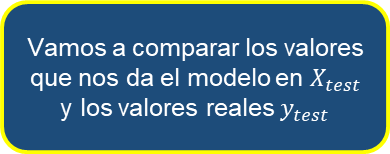 Vamos a comparar los valores
que nos da el modelo en X_test
y los valores reales y_test